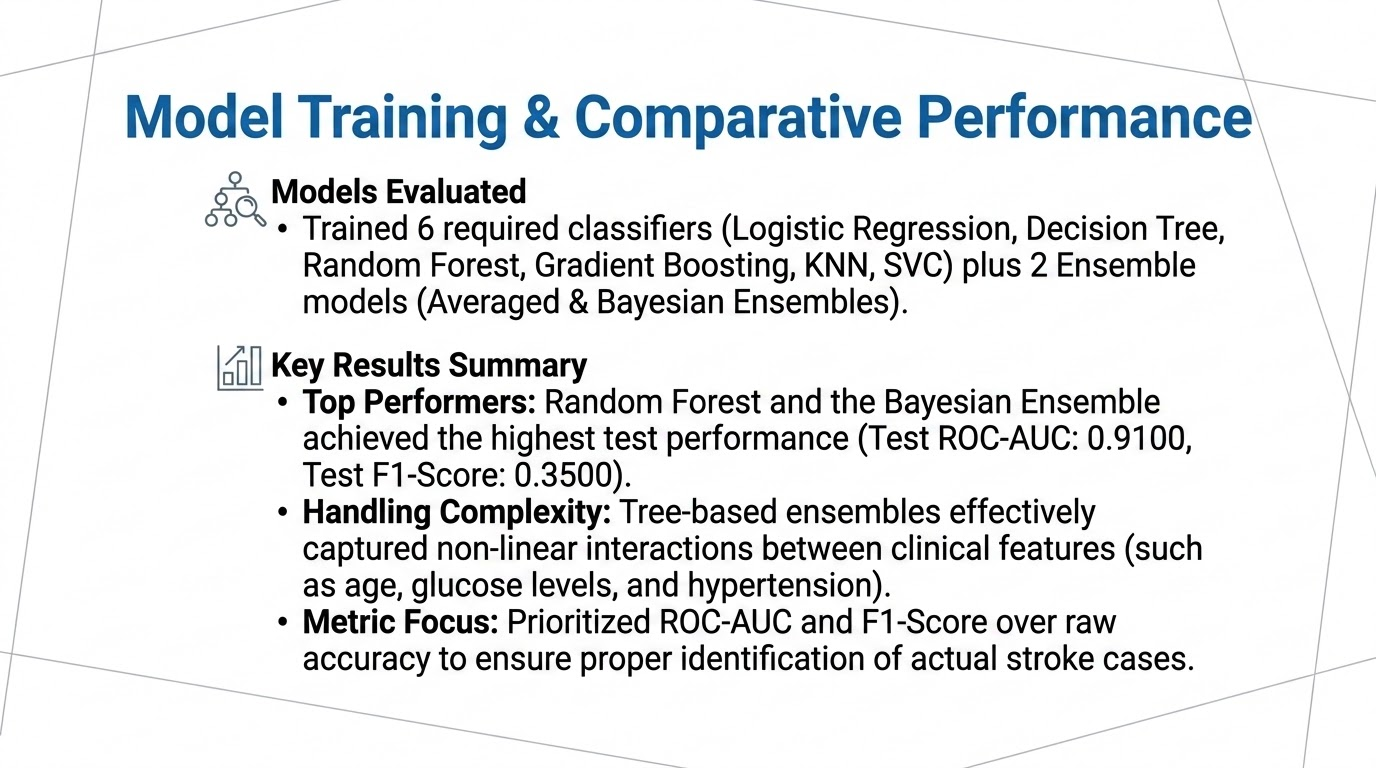 Model Training & Comparative Performance
Models Evaluated
• Trained 6 required classifiers (Logistic Regression, Decision Tree,
Random Forest, Gradient Boosting, KNN, SVC) plus 2 Ensemble
models (Averaged & Bayesian Ensembles).
Key Results Summary
• Top Performers: Random Forest and the Bayesian Ensemble
achieved the highest test performance (Test ROC-AUC: 0.9100,
Test F1-Score: 0.3500).
• Handling Complexity: Tree-based ensembles effectively
captured non-linear interactions between clinical features (such
as age, glucose levels, and hypertension).
• Metric Focus: Prioritized ROC-AUC and F1-Score over raw
accuracy to ensure proper identification of actual stroke cases.